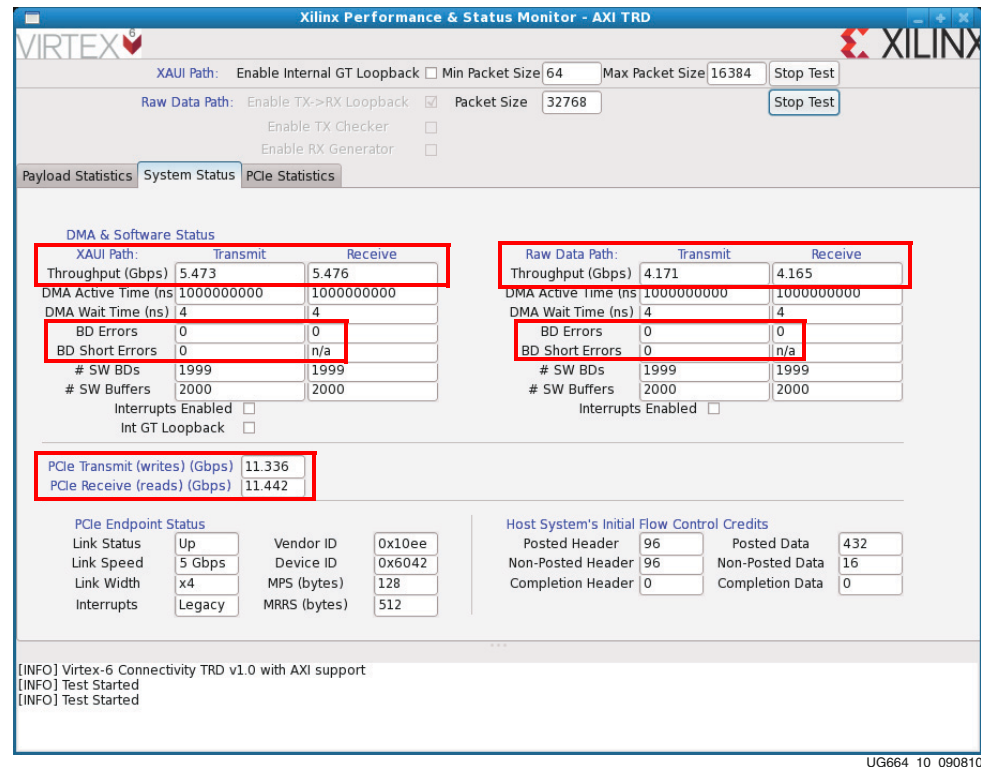 Xilinx Performance & Status Monitor - AXI TRD
VIRTEX 6 XILINX
XAUI Path: Enable Internal GT Loopback Min Packet Size 64 Max Packet Size 16384 Stop Test
Raw Data Path: Enable TX->RX Loopback Packet Size 32768 Stop Test
Enable TX Checker
Enable RX Generator
Payload Statistics System Status PCIe Statistics
DMA & Software Status
XAUI Path: Transmit Receive Raw Data Path: Transmit Receive
Throughput (Gbps) 5.473 5.476 Throughput (Gbps) 4.171 4.165
DMA Active Time (ns 1000000000 1000000000 DMA Active Time (ns 1000000000 1000000000
DMA Wait Time (ns) 4 4 DMA Wait Time (ns) 4 4
BD Errors 0 0 BD Errors 0 0
BD Short Errors 0 n/a BD Short Errors 0 n/a
# SW BDs 1999 1999 # SW BDs 1999 1999
# SW Buffers 2000 2000 # SW Buffers 2000 2000
Interrupts Enabled Interrupts Enabled
Int GT Loopback
PCIe Transmit (writes) (Gbps) 11.336
PCIe Receive (reads) (Gbps) 11.442
PCIe Endpoint Status Host System's Initial Flow Control Credits
Link Status Up Vendor ID 0x10ee Posted Header 96 Posted Data 432
Link Speed 5 Gbps Device ID 0x6042 Non-Posted Header 96 Non-Posted Data 16
Link Width x4 MPS (bytes) 128 Completion Header 0 Completion Data 0
Interrupts Legacy MRRS (bytes) 512
[INFO] Virtex-6 Connectivity TRD v1.0 with AXI support
[INFO] Test Started
[INFO] Test Started
UG664_10_090810